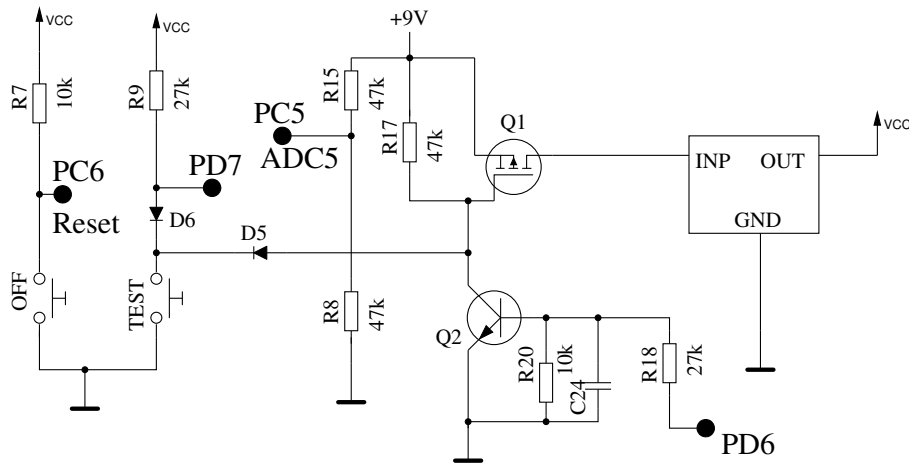 VCC
VCC
+9V
R7
10k
R9
27k
R15
47k
PC5
ADC5
R17
47k
Q1
VCC
INP
OUT
GND
PC6
Reset
PD7
D6
D5
OFF
TEST
R8
47k
Q2
R20
10k
C24
R18
27k
PD6